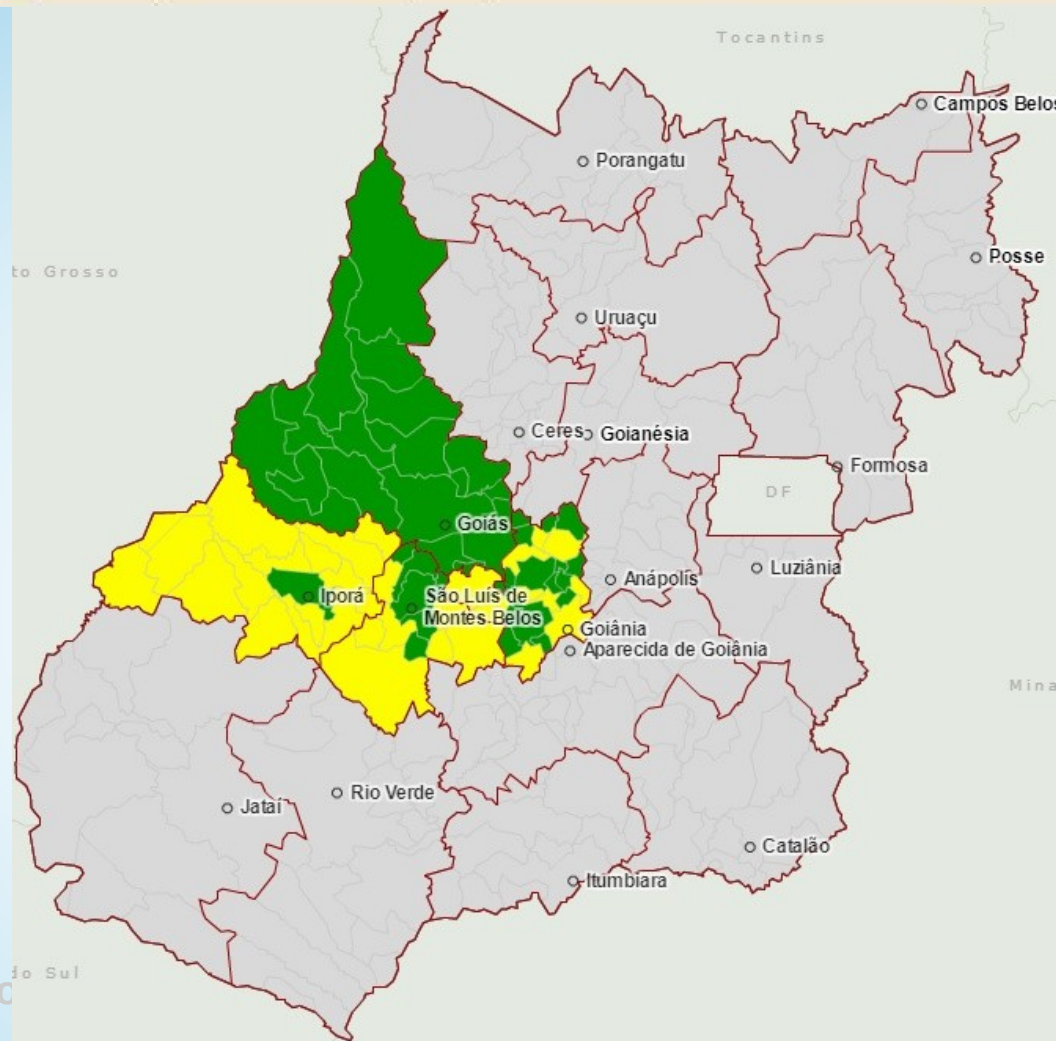 Tocantins
Campos Belos
Porangatu
Posse
to Grosso
Uruaçu
Ceres
Goianésia
Formosa
DF
Goiás
Luziânia
Anápolis
Iporá
São Luís de
Montes Belos
Goiânia
Aparecida de Goiânia
Mina
Rio Verde
Jataí
Catalão
Itumbiara
do Sul